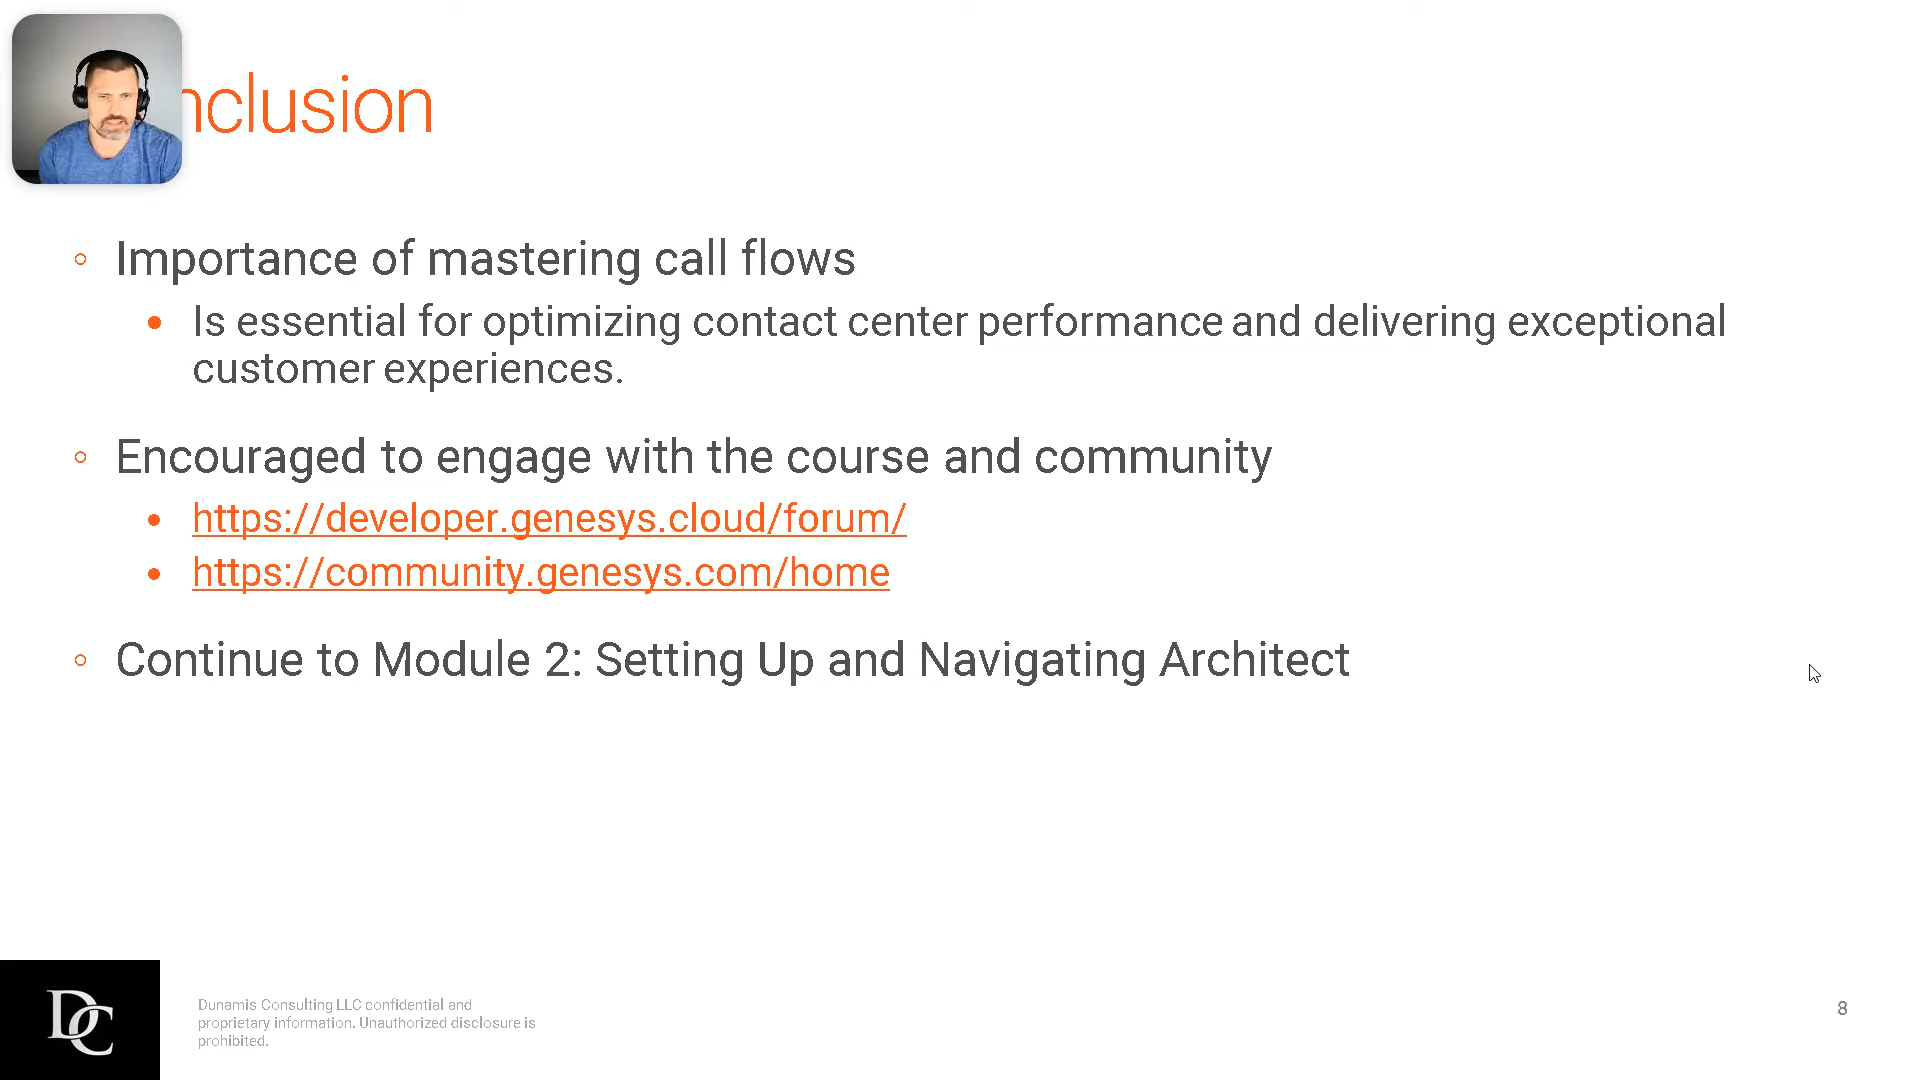 nclusion
Importance of mastering call flows
Is essential for optimizing contact center performance and delivering exceptional
customer experiences.
Encouraged to engage with the course and community
https://developer.genesys.cloud/forum/
https://community.genesys.com/home
Continue to Module 2: Setting Up and Navigating Architect
DC
Dunamis Consulting LLC confidential and
proprietary information. Unauthorized disclosure is
prohibited.
8